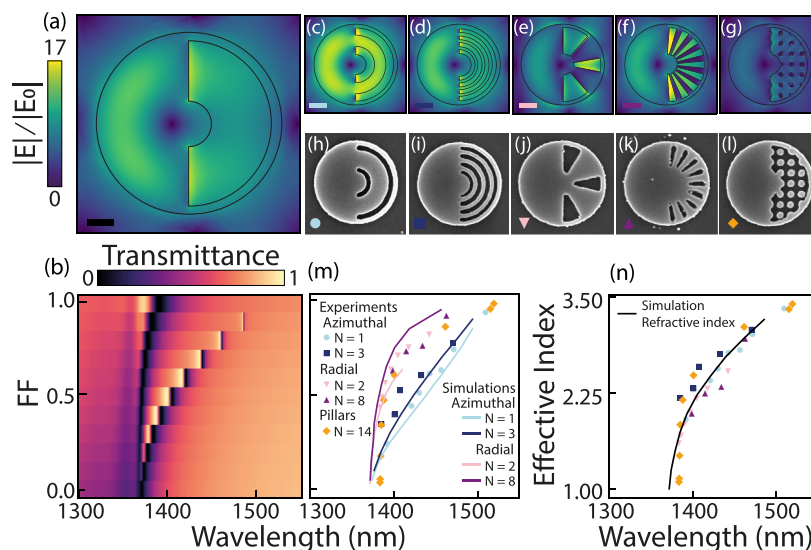 (a)
17
|E|/|E₀|
0
(c)
(d)
(e)
(f)
(g)
(h)
(i)
(j)
(k)
(l)
Transmittance
0
1
(b)
1.0
FF
0.5
0.0
1300
1400
1500
(m)
Experiments
Azimuthal
N = 1
N = 3
Radial
N = 2
N = 8
Pillars
N = 14
Simulations
Azimuthal
N = 1
N = 3
Radial
N = 2
N = 8
1300
1400
1500
Wavelength (nm)
(n)
3.50
Effective Index
2.25
1.00
Simulation
Refractive index
1400
1500
Wavelength (nm)